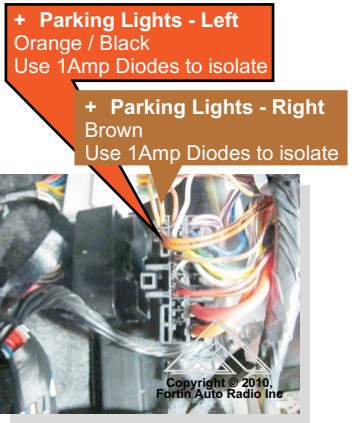 + Parking Lights - Left
Orange / Black
Use 1Amp Diodes to isolate
+ Parking Lights - Right
Brown
Use 1Amp Diodes to isolate
Copyright © 2010,
Fortin Auto Radio Inc